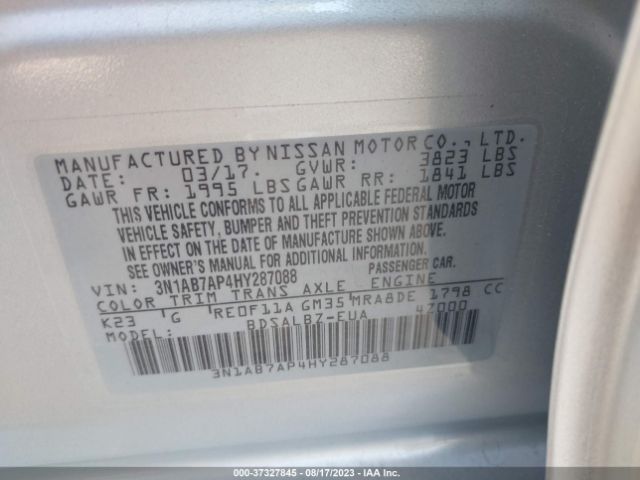 MANUFACTURED BY NISSAN MOTOR CO., LTD.
DATE: 03/17. GVWR: 3823 LBS
GAWR FR: 1995 LBS GAWR RR: 1841 LBS
THIS VEHICLE CONFORMS TO ALL APPLICABLE FEDERAL MOTOR
VEHICLE SAFETY, BUMPER AND THEFT PREVENTION STANDARDS
IN EFFECT ON THE DATE OF MANUFACTURE SHOWN ABOVE.
SEE OWNER'S MANUAL FOR ADDITIONAL INFORMATION.
VIN: 3N1AB7AP4HY287088 PASSENGER CAR.
COLOR TRIM TRANS AXLE ENGINE
K23 G RE0F11A GM35 MRA8DE 1798 CC
MODEL: BDSALBZ-EUA 4Z000
3N1AB7AP4HY287088
000-37327845 - 08/17/2023 - IAA Inc.